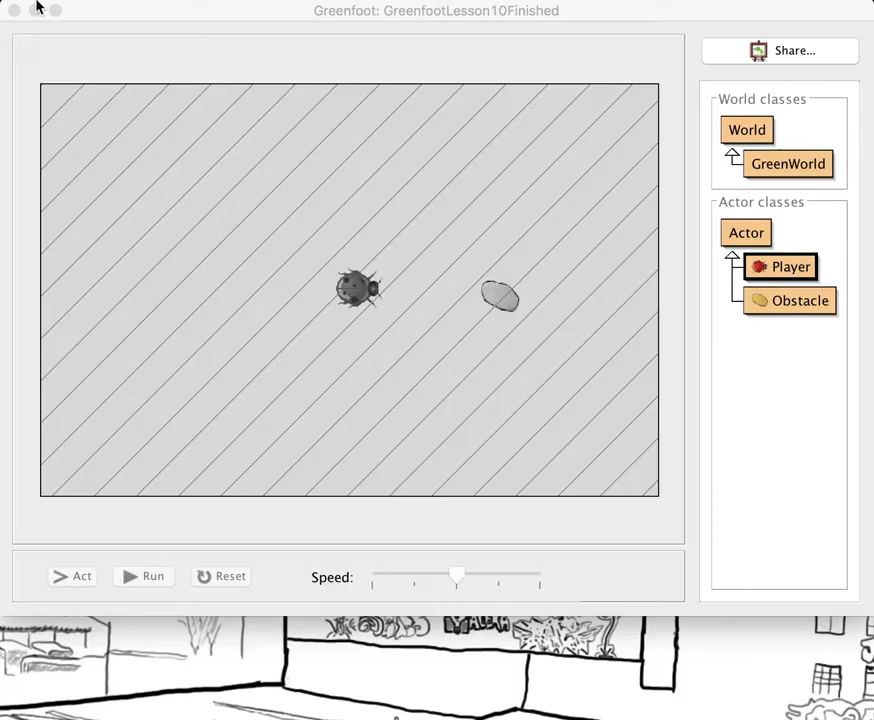 Greenfoot: GreenfootLesson10Finished
Share...
World classes
World
GreenWorld
Actor classes
Actor
Player
Obstacle
Act
Run
Reset
Speed: